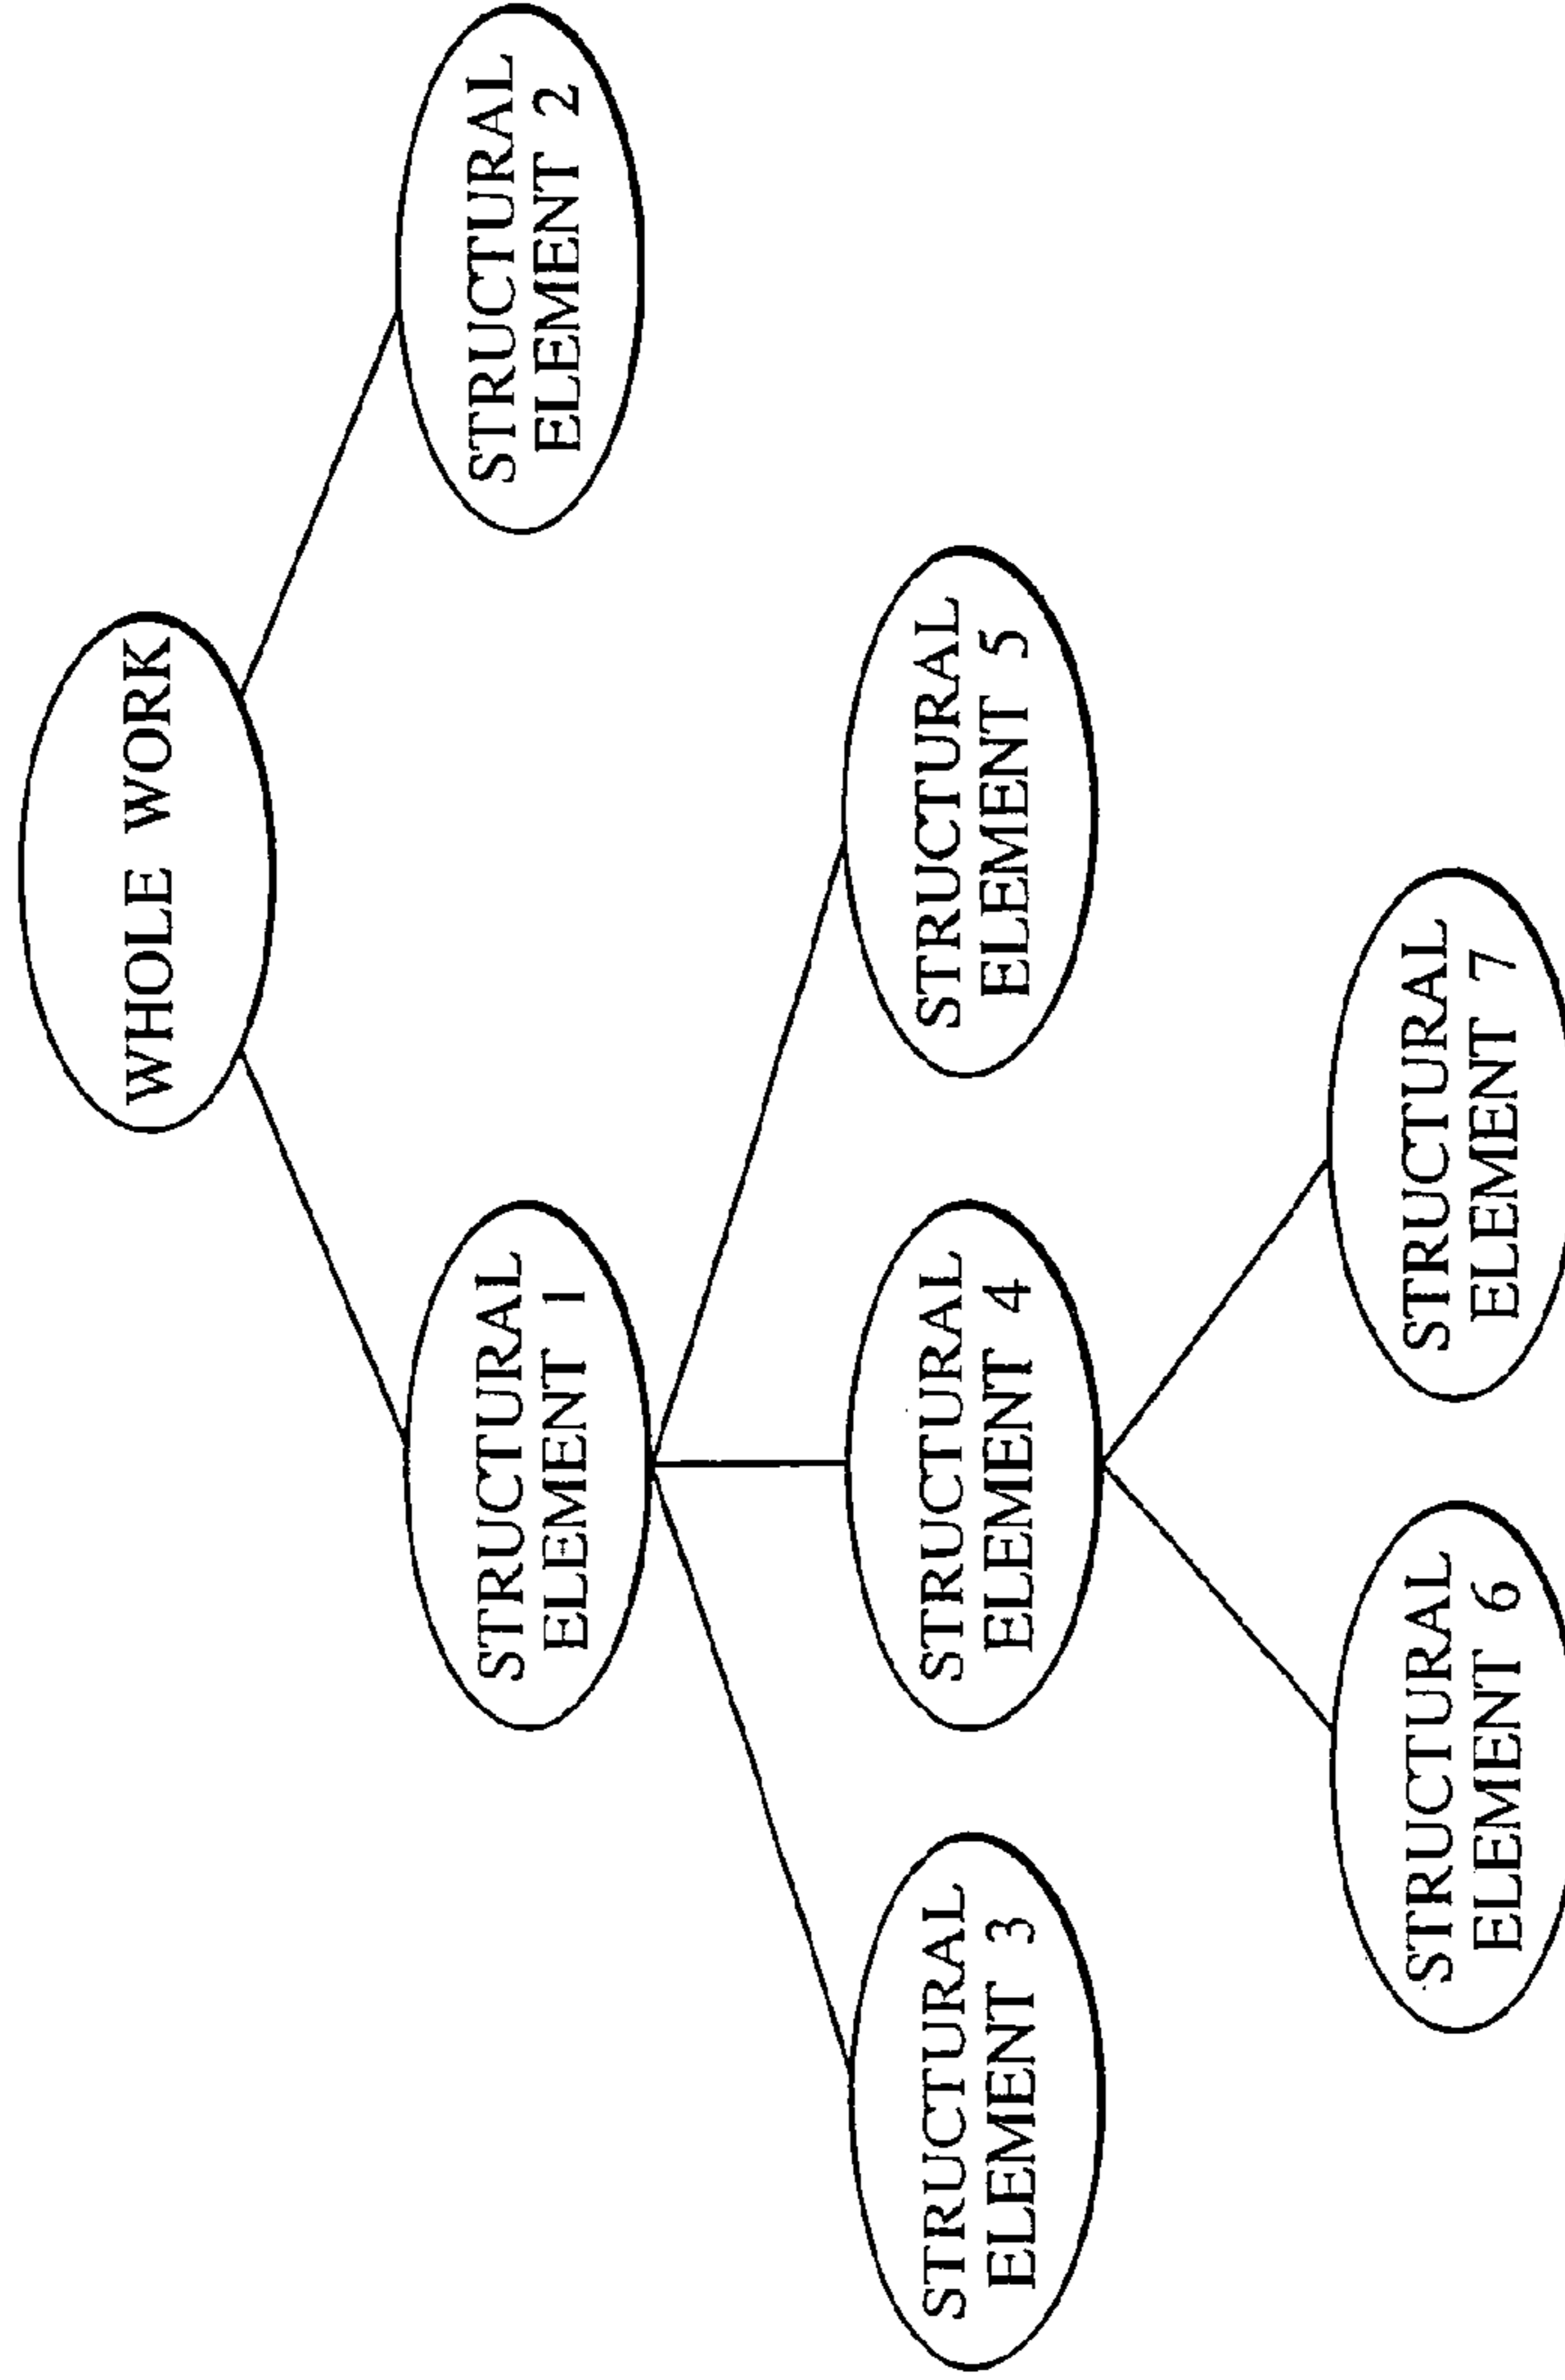 WHOLE WORK
STRUCTURAL
ELEMENT 1
STRUCTURAL
ELEMENT 2
STRUCTURAL
ELEMENT 3
STRUCTURAL
ELEMENT 4
STRUCTURAL
ELEMENT 5
STRUCTURAL
ELEMENT 6
STRUCTURAL
ELEMENT 7